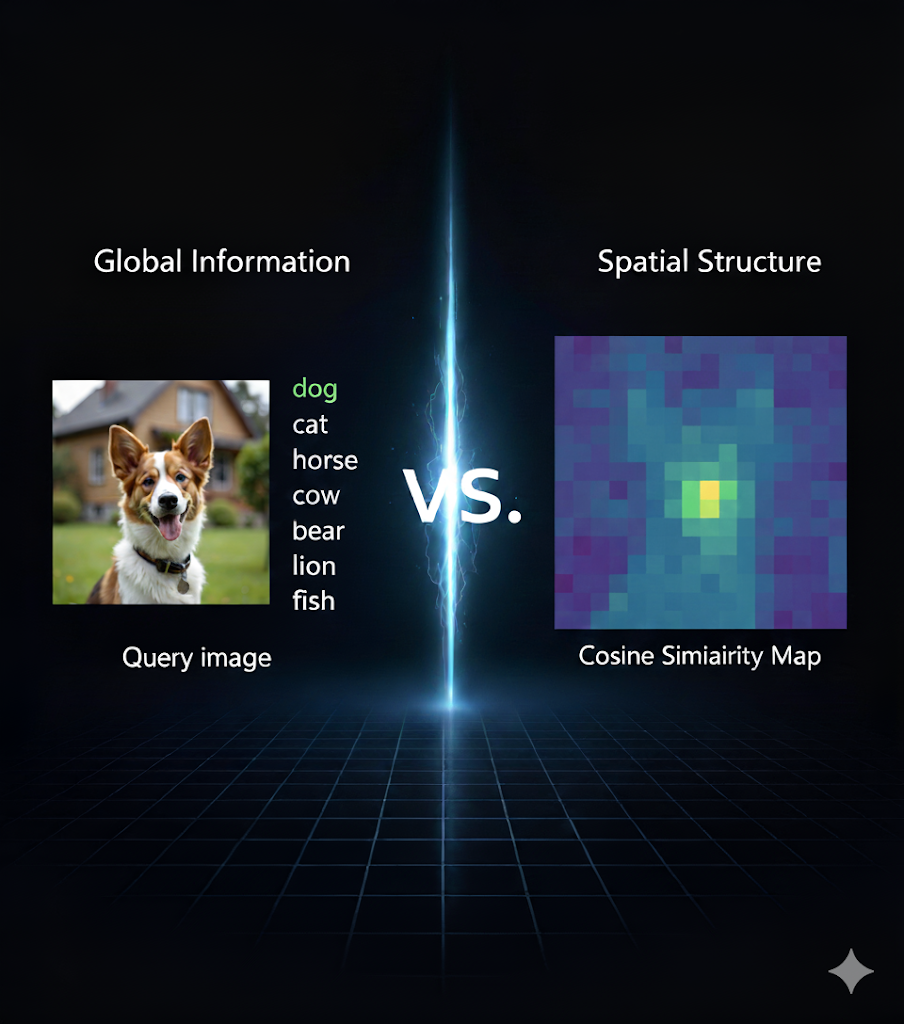 Global Information
Spatial Structure
dog
cat
horse
cow
bear
lion
fish
vs.
Query image
Cosine Simiairity Map